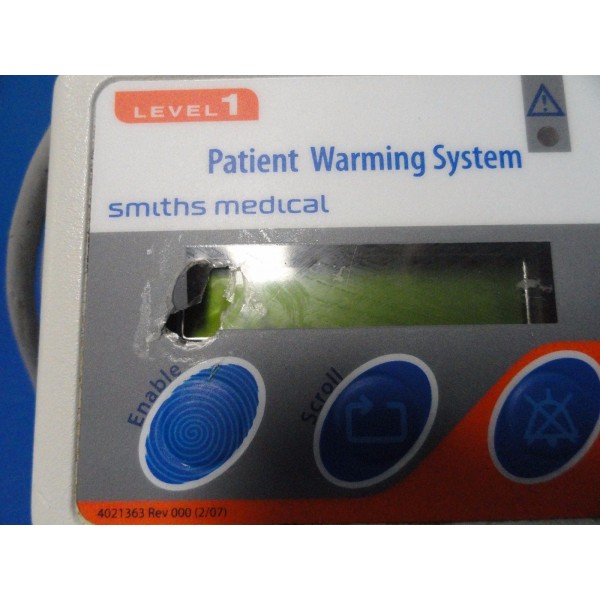 LEVEL 1
Patient Warming System
smiths medical
Enable
Scroll
4021363 Rev 000 (2/07)